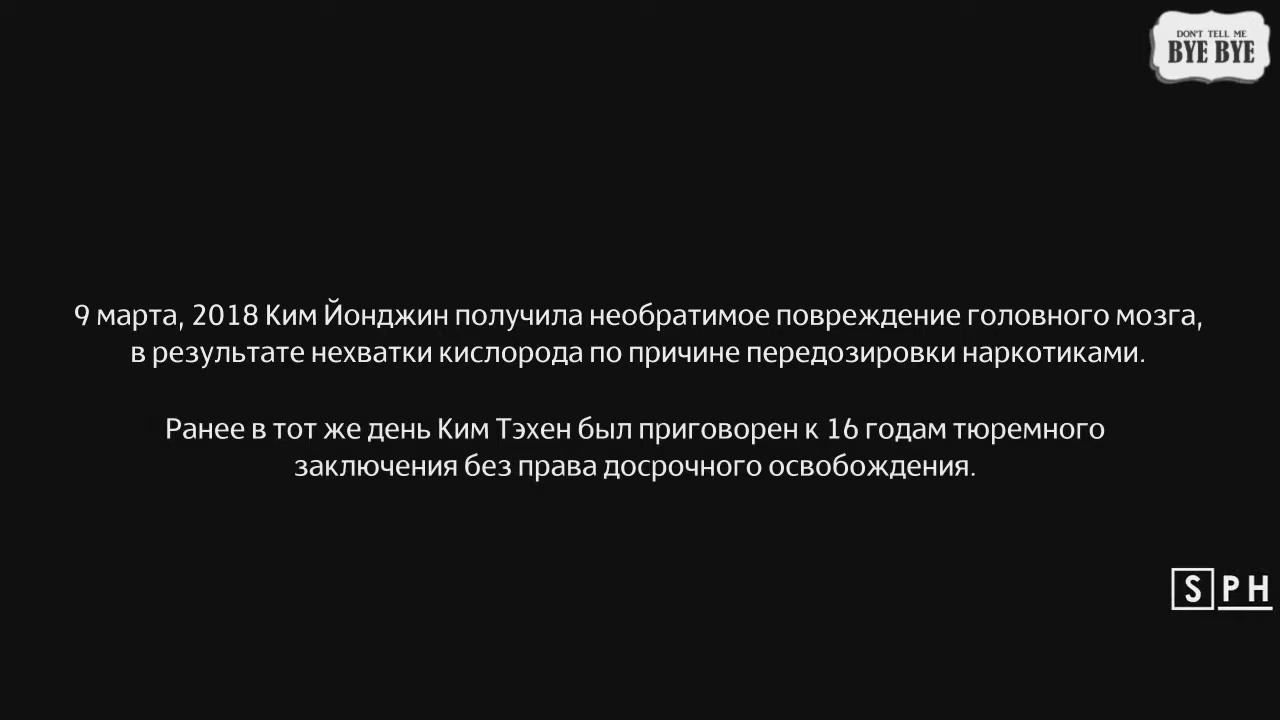 DON'T TELL ME
BYE BYE
9 марта, 2018 Ким Йонджин получила необратимое повреждение головного мозга,
в результате нехватки кислорода по причине передозировки наркотиками.
Ранее в тот же день Ким Тэхен был приговорен к 16 годам тюремного
заключения без права досрочного освобождения.
SPH